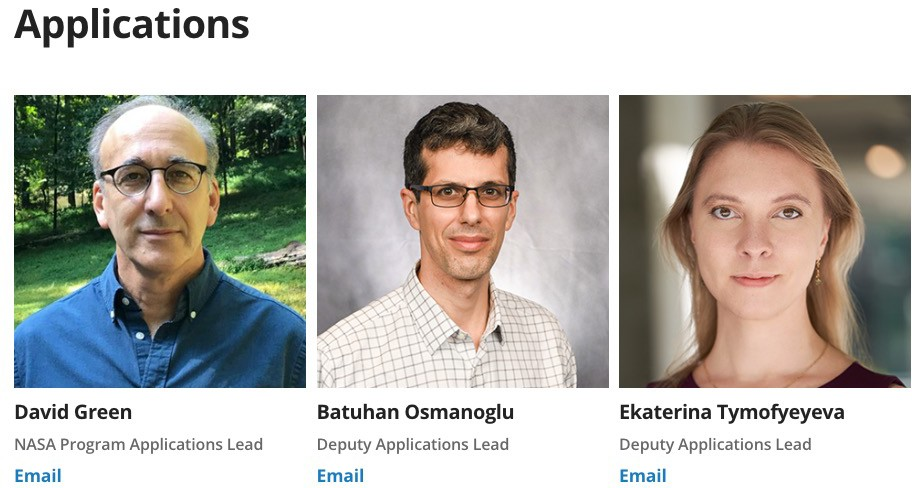 Applications
David Green
Batuhan Osmanoglu
Ekaterina Tymofyeyeva
NASA Program Applications Lead
Deputy Applications Lead
Deputy Applications Lead
Email
Email
Email